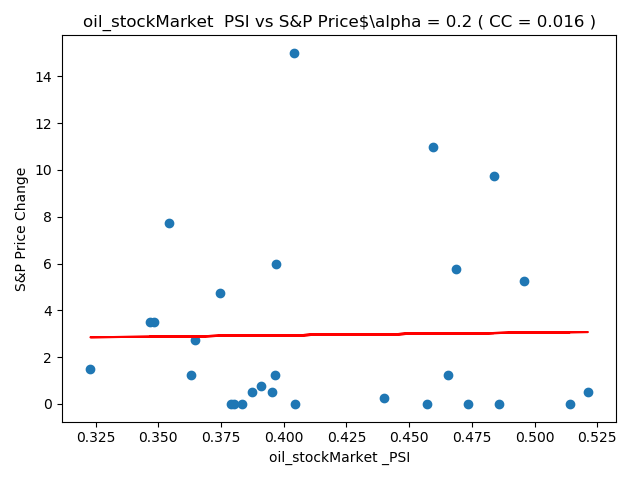 oil_stockMarket  PSI vs S&P Price$\alpha = 0.2 ( CC = 0.016 )
S&P Price Change
14
12
10
8
6
4
2
0
0.325 0.350 0.375 0.400 0.425 0.450 0.475 0.500 0.525
oil_stockMarket _PSI